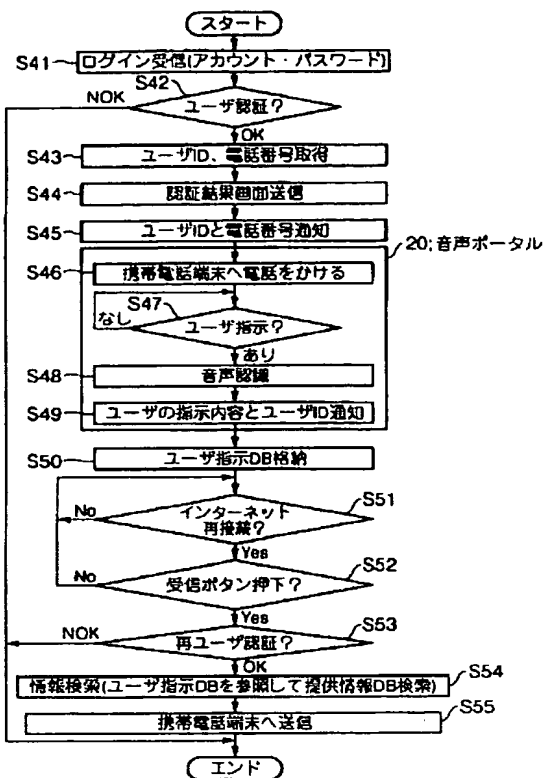 スタート
S41
ログイン受信(アカウント・パスワード)
S42
NOK
ユーザ認証?
OK
S43
ユーザID、電話番号取得
S44
認証結果画面送信
S45
ユーザIDと電話番号通知
20;音声ポータル
S46
携帯電話端末へ電話をかける
S47
なし
ユーザ指示?
あり
S48
音声認識
S49
ユーザの指示内容とユーザID通知
S50
ユーザ指示DB格納
S51
No
インターネット
再接続?
Yes
S52
No
受信ボタン押下?
Yes
S53
NOK
再ユーザ認証?
OK
S54
情報検索(ユーザ指示DBを参照して提供情報DB検索)
S55
携帯電話端末へ送信
エンド